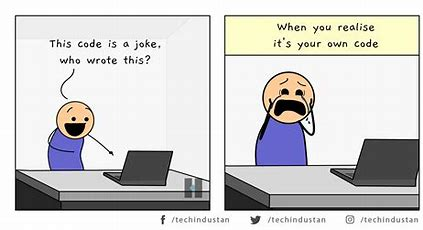 This code is a joke,
who wrote this?
When you realise
it's your own code
/techindustan
/techindustan
/techindustan